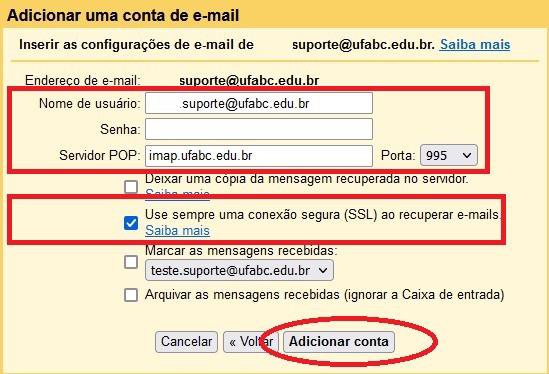 Adicionar uma conta de e-mail
Inserir as configurações de e-mail de suporte@ufabc.edu.br. Saiba mais
Endereço de e-mail: suporte@ufabc.edu.br
Nome de usuário: .suporte@ufabc.edu.br
Senha:
Servidor POP: imap.ufabc.edu.br Porta: 995
Deixar uma cópia da mensagem recuperada no servidor.
Saiba mais
Use sempre uma conexão segura (SSL) ao recuperar e-mails.
Saiba mais
Marcar as mensagens recebidas:
teste.suporte@ufabc.edu.br
Arquivar as mensagens recebidas (ignorar a Caixa de entrada)
Cancelar « Voltar Adicionar conta